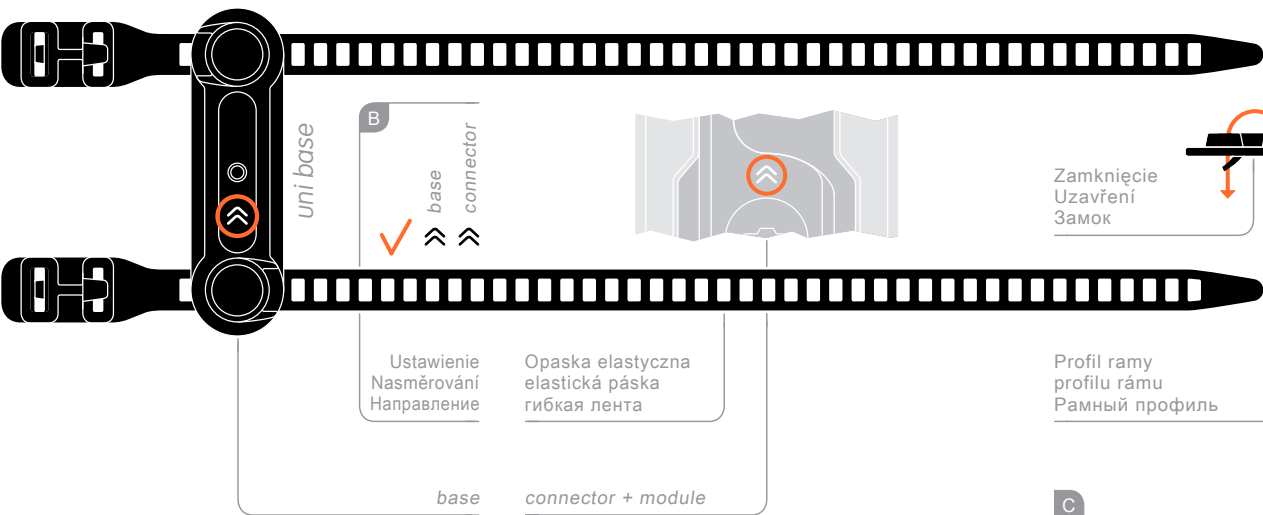 uni base
B
base
connector
Zamknięcie
Uzavření
Замок
Ustawienie
Nasměrování
Направление
Opaska elastyczna
elastická páska
гибкая лента
Profil ramy
profilu rámu
Рамный профиль
base
connector + module
C